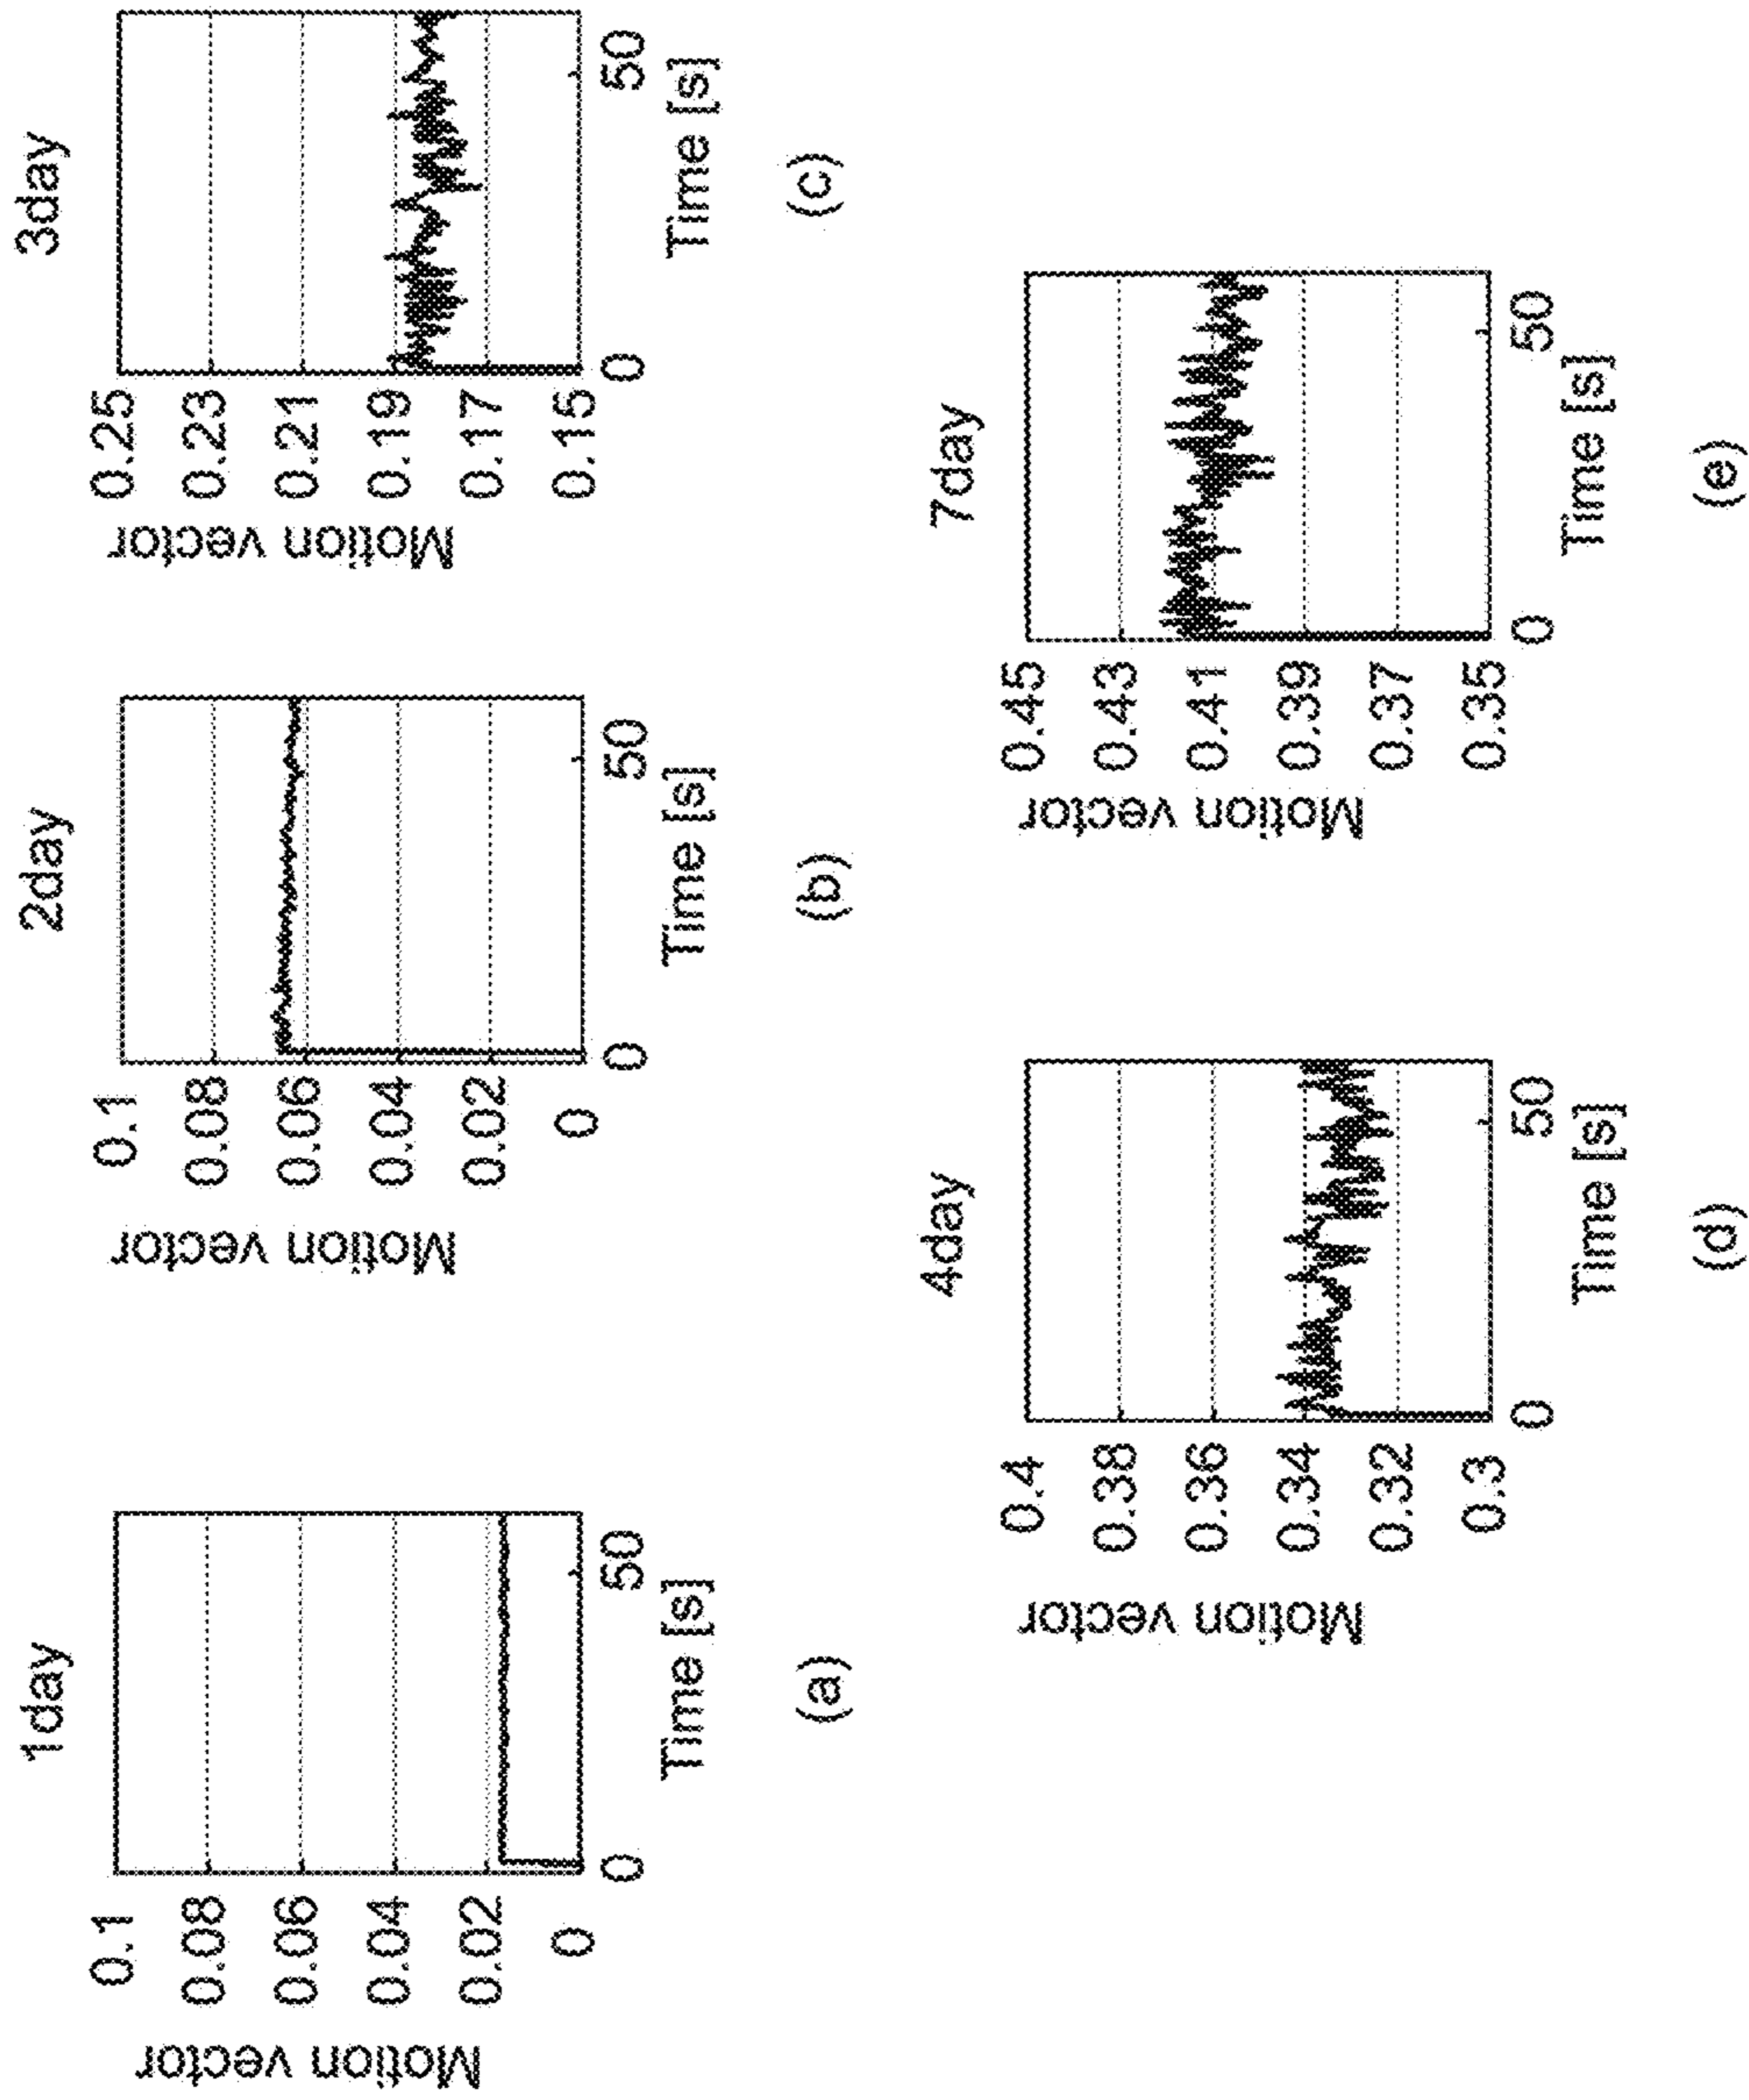 1day
Motion vector
0.1
0.08
0.06
0.04
0.02
0
0 50
Time [s]
(a)
2day
Motion vector
0.1
0.08
0.06
0.04
0.02
0
0 50
Time [s]
(b)
3day
Motion vector
0.25
0.23
0.21
0.19
0.17
0.15
0 50
Time [s]
(c)
4day
Motion vector
0.4
0.38
0.36
0.34
0.32
0.3
0 50
Time [s]
(d)
7day
Motion vector
0.45
0.43
0.41
0.39
0.37
0.35
0 50
Time [s]
(e)